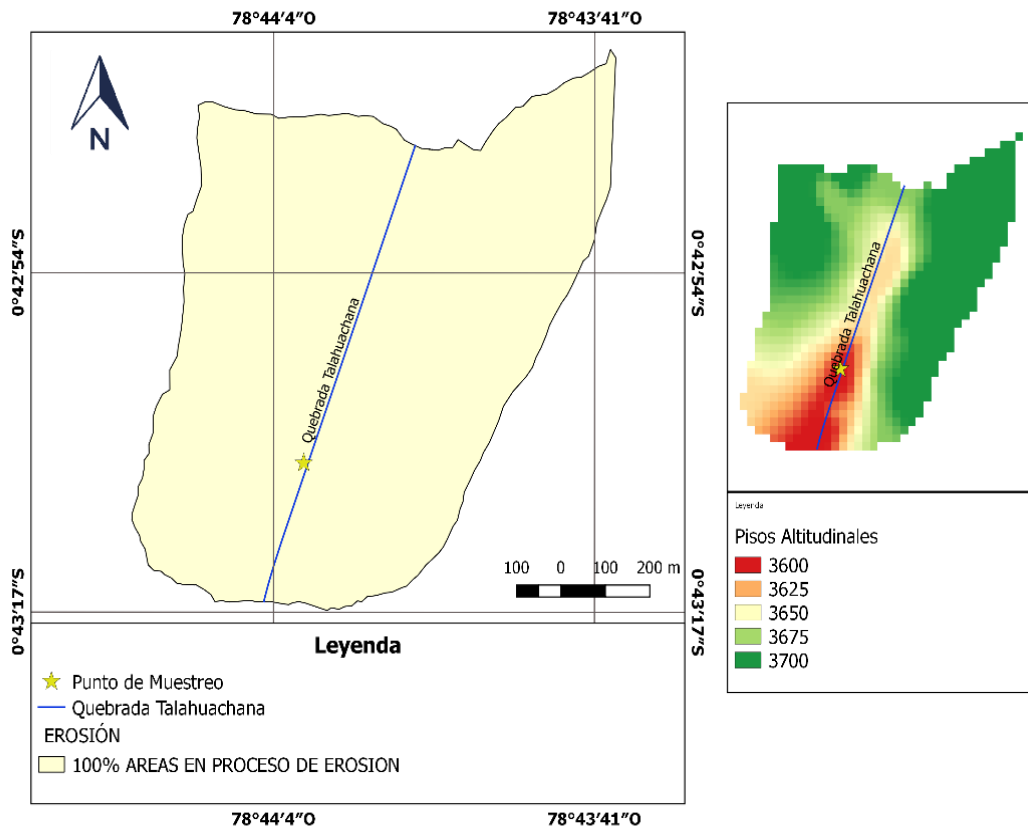 78°44′4″O
78°43′41″O
N
0°42′54″S
0°42′54″S
Quebrada Talahuachana
100 0 100 200 m
0°43′17″S
0°43′17″S
Leyenda
Punto de Muestreo
Quebrada Talahuachana
EROSIÓN
100% AREAS EN PROCESO DE EROSION
78°44′4″O
78°43′41″O
Quebrada Talahuachana
Leyenda
Pisos Altitudinales
3600
3625
3650
3675
3700